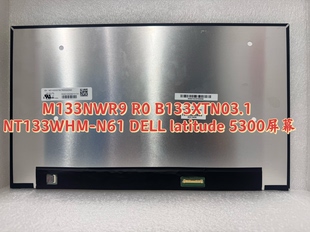 M133NWR9 R0 B133XTN03.1
NT133WHM-N61 DELL latitude 5300屏幕